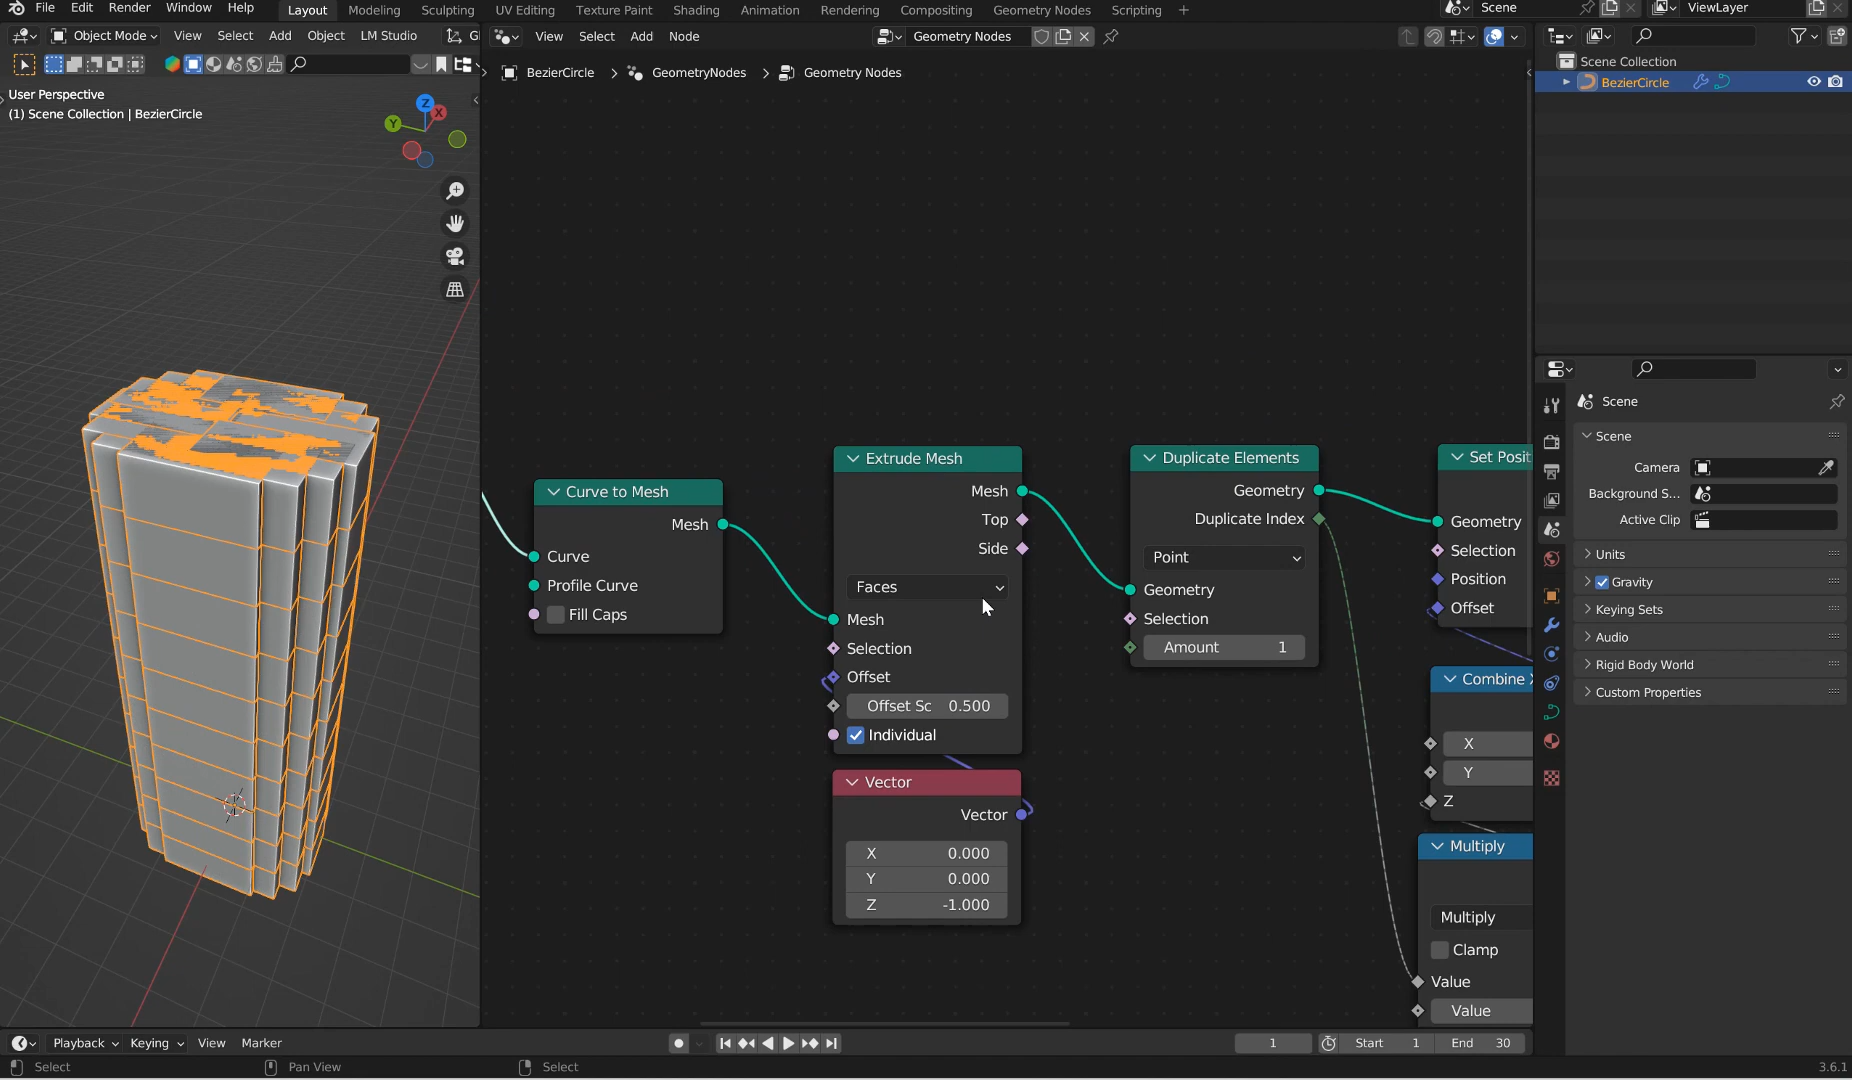 File Edit Render Window Help Layout Modeling Sculpting UV Editing Texture Paint Shading Animation Rendering Compositing Geometry Nodes Scripting + Scene ViewLayer
Object Mode View Select Add Object LM Studio View Select Add Node Geometry Nodes
BezierCircle > GeometryNodes > Geometry Nodes
User Perspective
(1) Scene Collection | BezierCircle
Z
X
Y
Curve to Mesh
Mesh
Curve
Profile Curve
Fill Caps
Extrude Mesh
Mesh
Top
Side
Faces
Mesh
Selection
Offset
Offset Sc 0.500
Individual
Vector
Vector
X 0.000
Y 0.000
Z -1.000
Duplicate Elements
Geometry
Duplicate Index
Point
Geometry
Selection
Amount 1
Set Posit
Geometry
Selection
Position
Offset
Combine X
X
Y
Z
Multiply
Multiply
Clamp
Value
Value
Scene Collection
BezierCircle
Scene
Scene
Camera
Background S...
Active Clip
Units
Gravity
Keying Sets
Audio
Rigid Body World
Custom Properties
Playback Keying View Marker 1 Start 1 End 30
Select Pan View Select 3.6.1